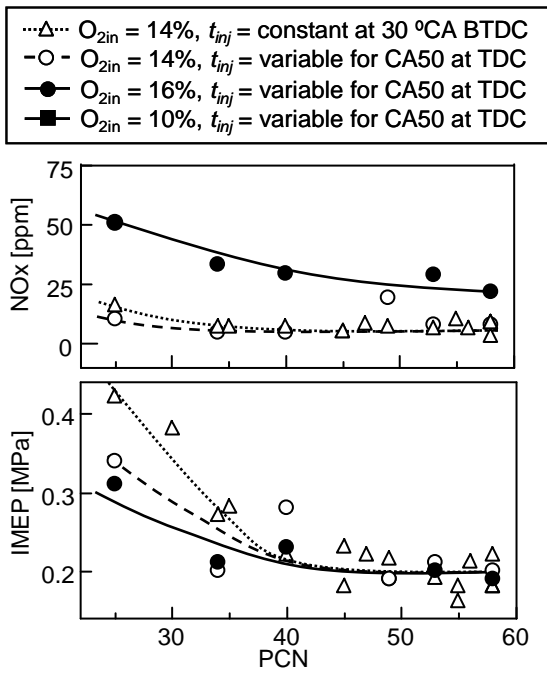 O2in = 14%, tinj = constant at 30 ºCA BTDC
O2in = 14%, tinj = variable for CA50 at TDC
O2in = 16%, tinj = variable for CA50 at TDC
O2in = 10%, tinj = variable for CA50 at TDC
75
50
25
0
NOx [ppm]
0.4
0.3
0.2
IMEP [MPa]
30 40 50 60
PCN